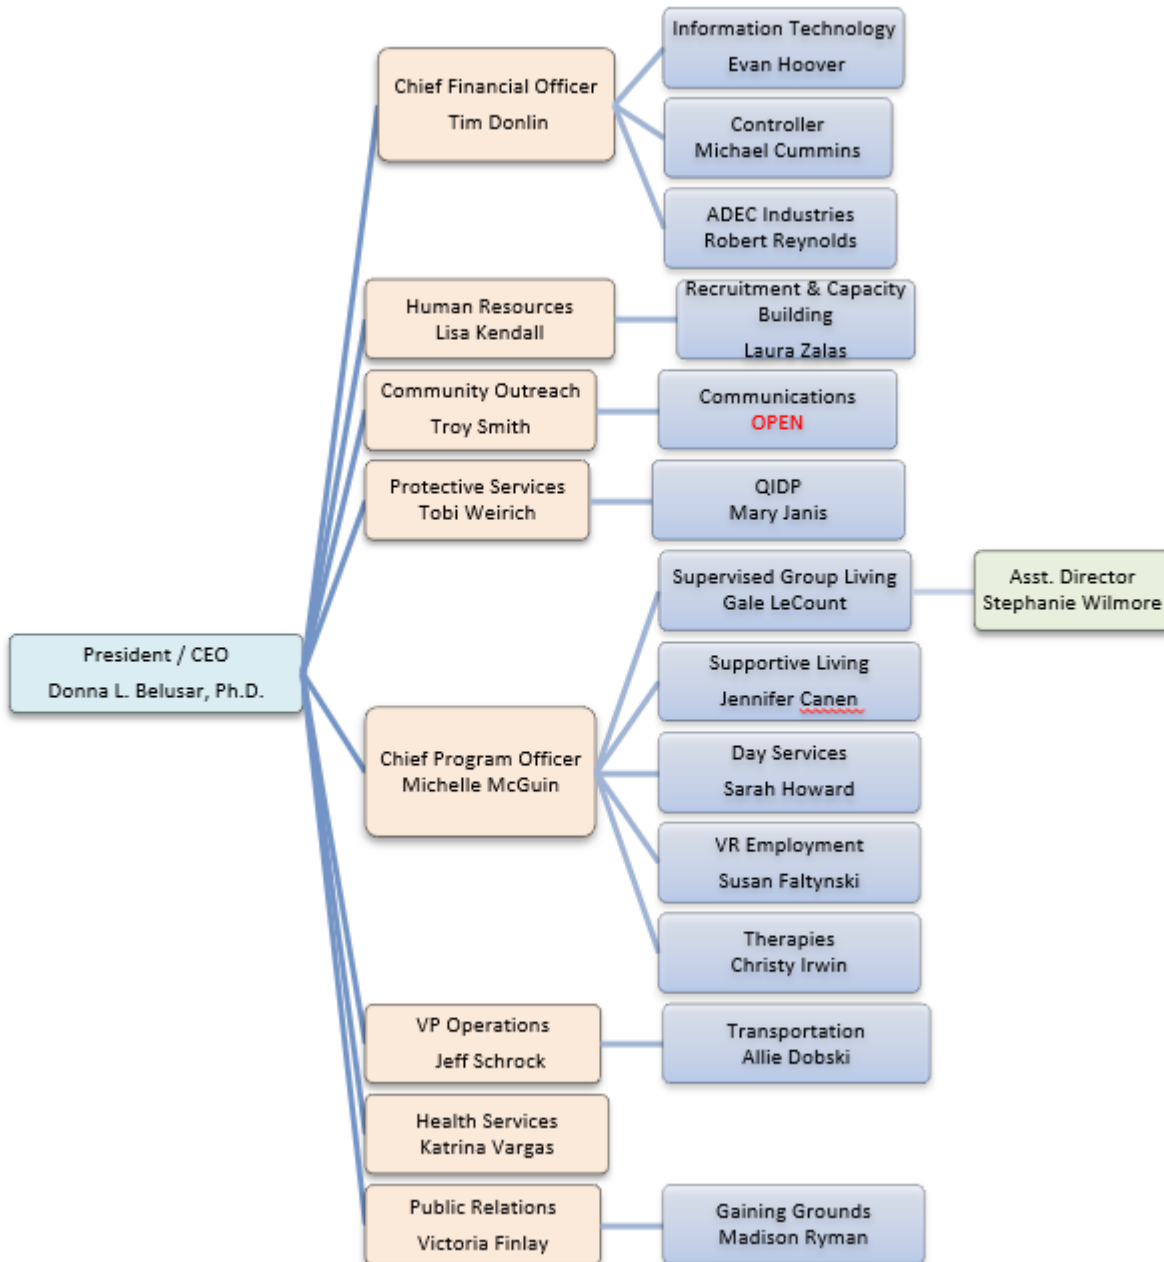 Information Technology
Evan Hoover
Chief Financial Officer
Tim Donlin
Controller
Michael Cummins
ADEC Industries
Robert Reynolds
Human Resources
Lisa Kendall
Recruitment & Capacity
Building
Laura Zalas
Community Outreach
Troy Smith
Communications
OPEN
Protective Services
Tobi Weirich
QIDP
Mary Janis
Supervised Group Living
Gale LeCount
Asst. Director
Stephanie Wilmore
President / CEO
Donna L. Belusar, Ph.D.
Supportive Living
Jennifer Canen
Chief Program Officer
Michelle McGuin
Day Services
Sarah Howard
VR Employment
Susan Faltynski
Therapies
Christy Irwin
VP Operations
Jeff Schrock
Transportation
Allie Dobski
Health Services
Katrina Vargas
Public Relations
Victoria Finlay
Gaining Grounds
Madison Ryman